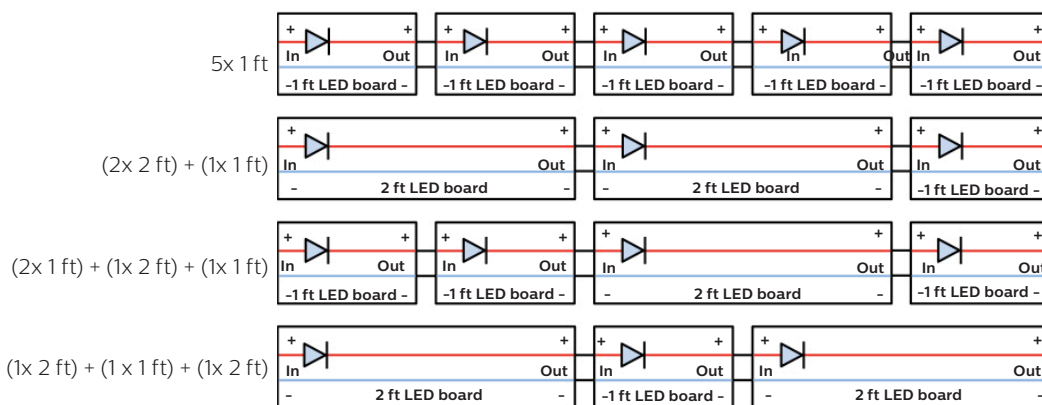 + + + + + + + + + +
In Out In Out In Out In Out In Out
5x 1 ft
-1 ft LED board - -1 ft LED board - -1 ft LED board - -1 ft LED board - -1 ft LED board -
+ + + + + +
(2x 2 ft) + (1x 1 ft)
In Out In Out In Out
- 2 ft LED board - - 2 ft LED board - -1 ft LED board -
+ + + + + + + +
(2x 1 ft) + (1x 2 ft) + (1x 1 ft)
In Out In Out In Out In Out
-1 ft LED board - -1 ft LED board - - 2 ft LED board - -1 ft LED board -
+ + + + + +
(1x 2 ft) + (1 x 1 ft) + (1x 2 ft)
In Out In Out In Out
- 2 ft LED board - -1 ft LED board - - 2 ft LED board -